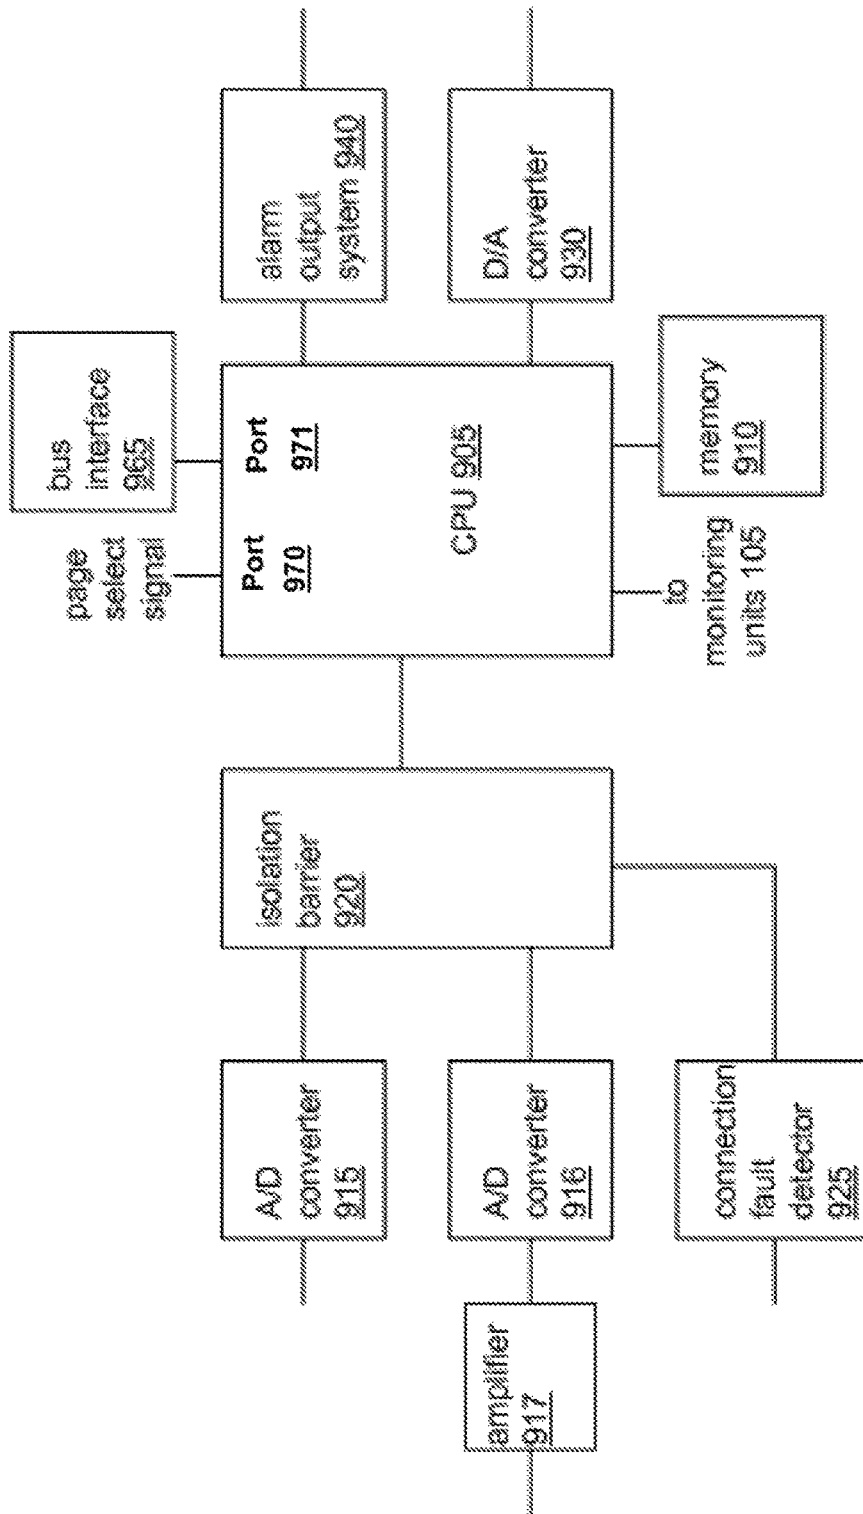 page
select
signal
bus
interface
965
alarm
output
system 940
Port
970
Port
971
CPU 905
D/A
converter
930
to
monitoring
units 105
memory
910
isolation
barrier
920
A/D
converter
915
A/D
converter
916
amplifier
917
connection
fault
detector
925